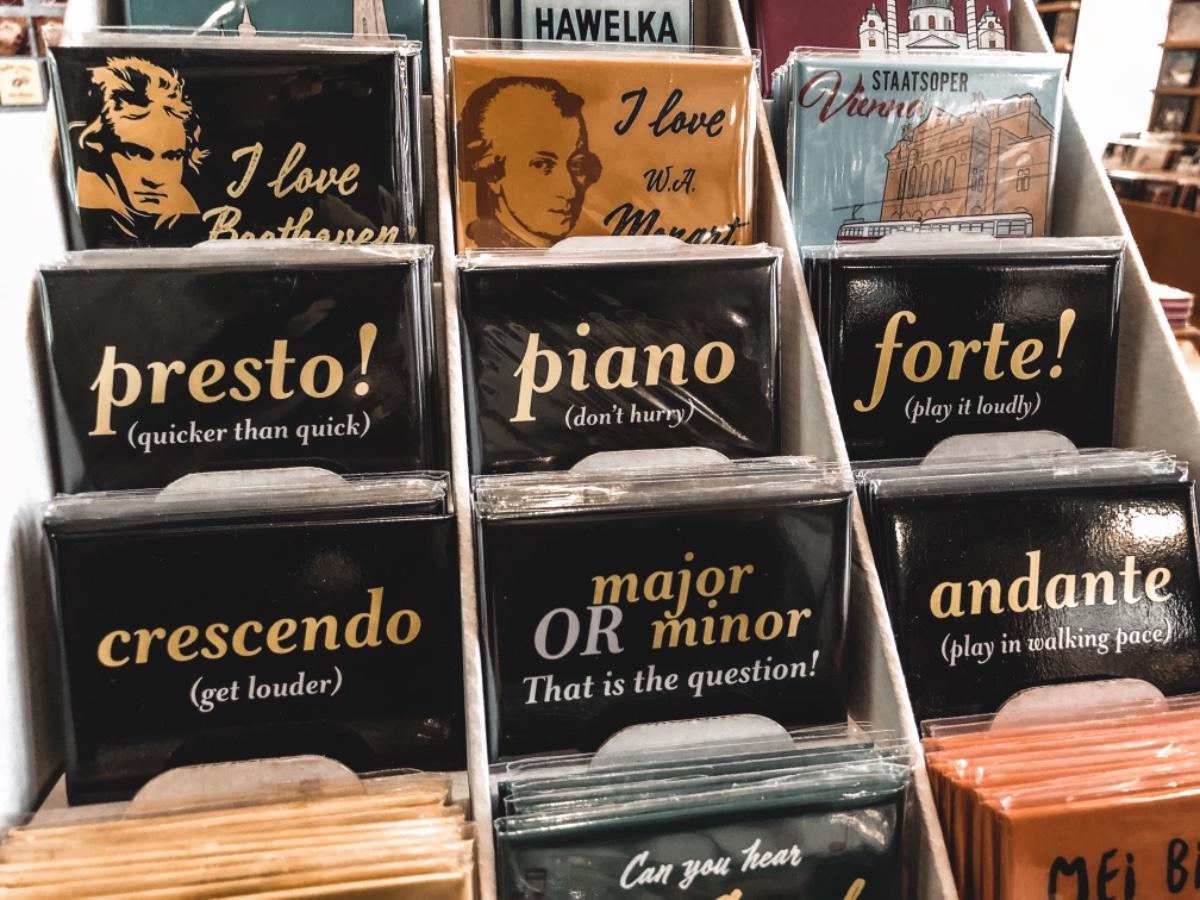 HAWELKA
I love
Beethoven
I love
W.A.
Mozart
STAATSOPER
Vienna
presto!
(quicker than quick)
piano
(don't hurry)
forte!
(play it loudly)
crescendo
(get louder)
major
OR minor
That is the question!
andante
(play in walking pace)
Can you hear
MEi